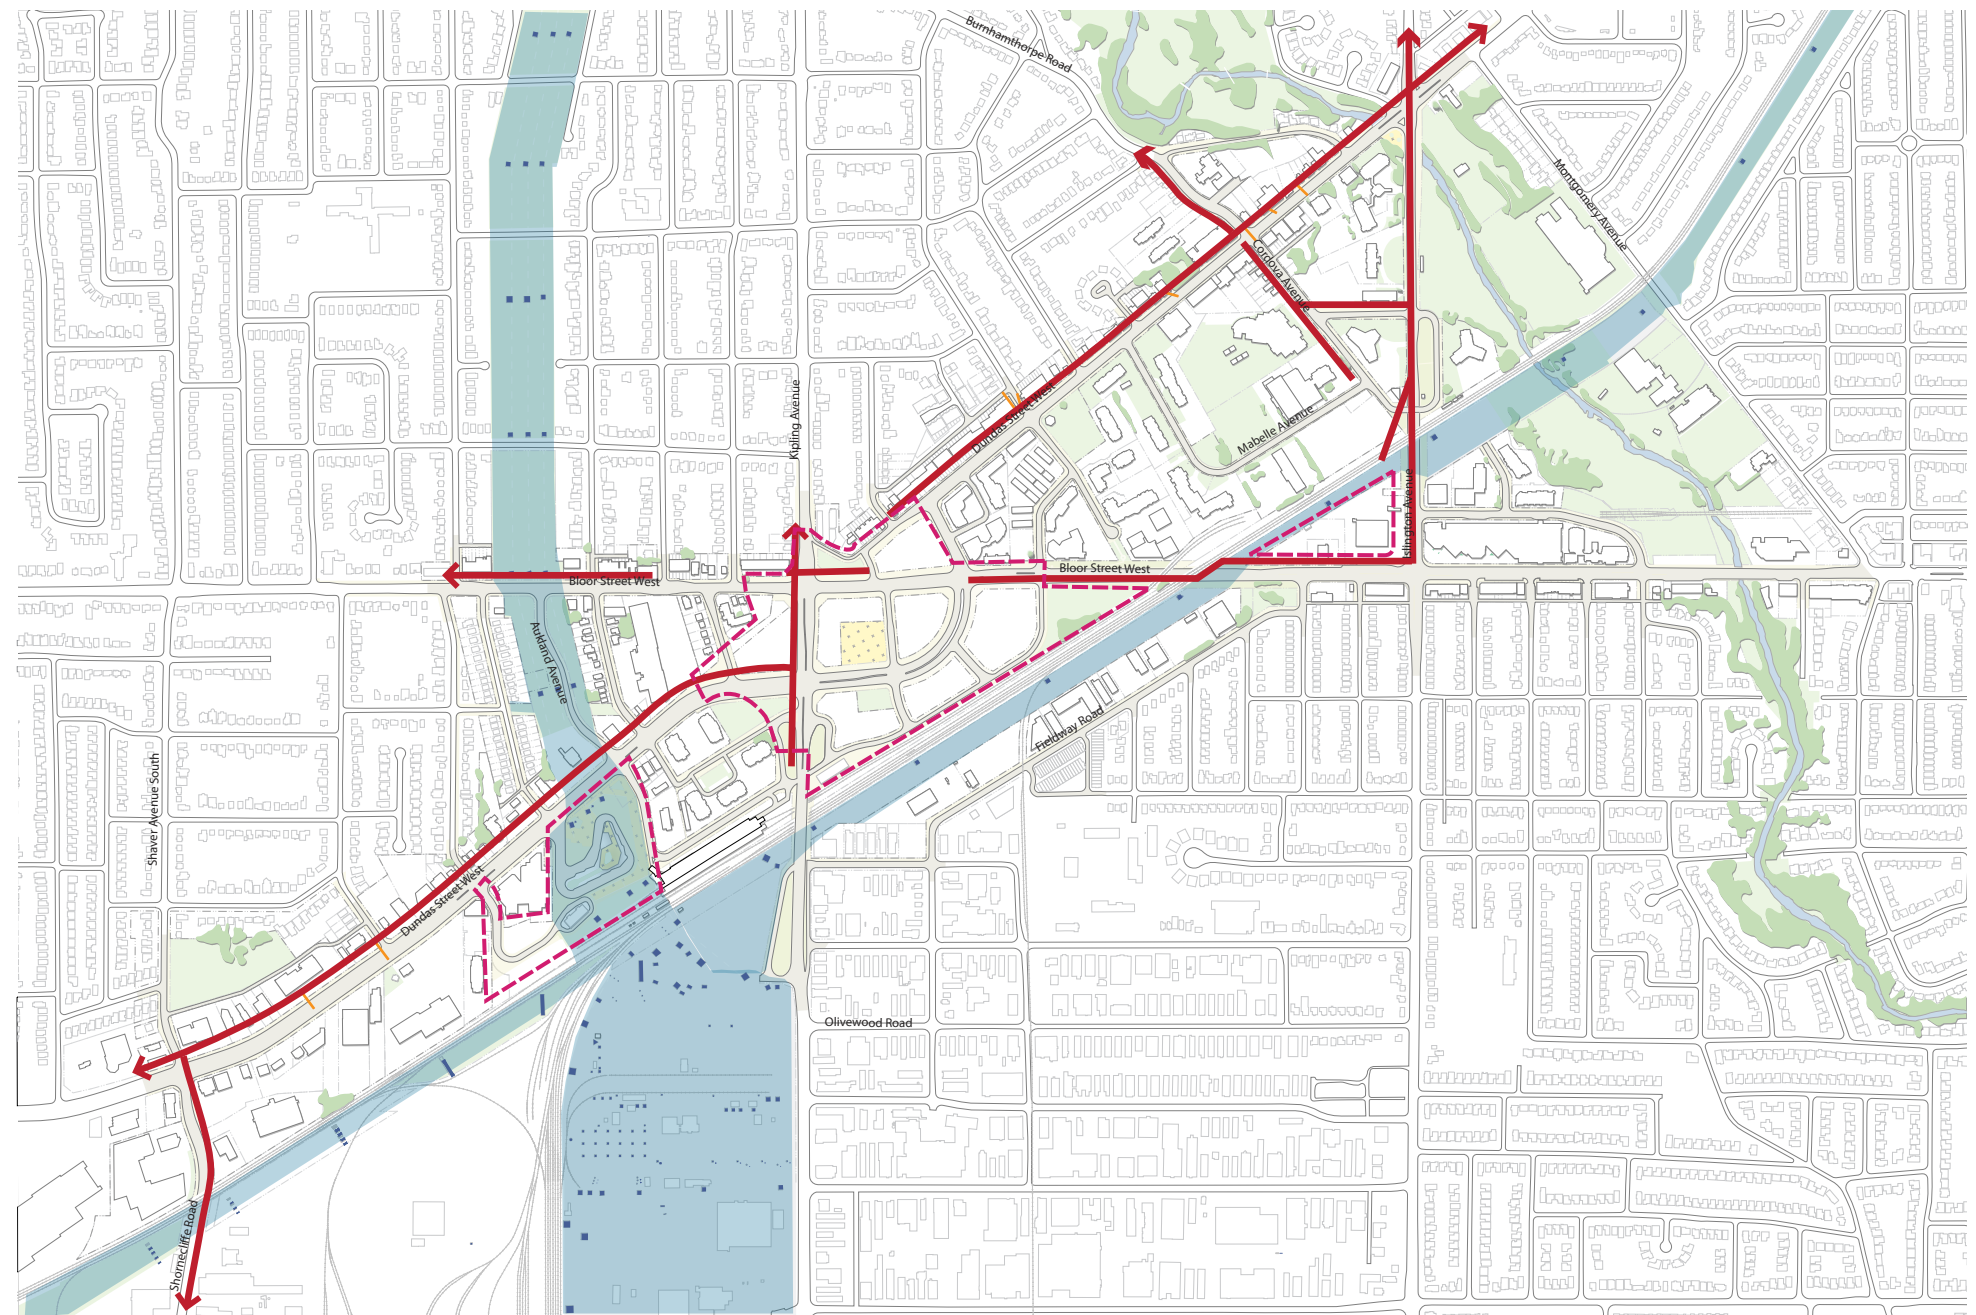 Burnhamthorpe Road
Montgomery Avenue
Cordova Avenue
Kipling Avenue
Dundas Street West
Mabelle Avenue
Islington Avenue
Bloor Street West
Bloor Street West
Aukland Avenue
Fieldway Road
Shaver Avenue South
Dundas Street West
Olivewood Road
Shorncliffe Road